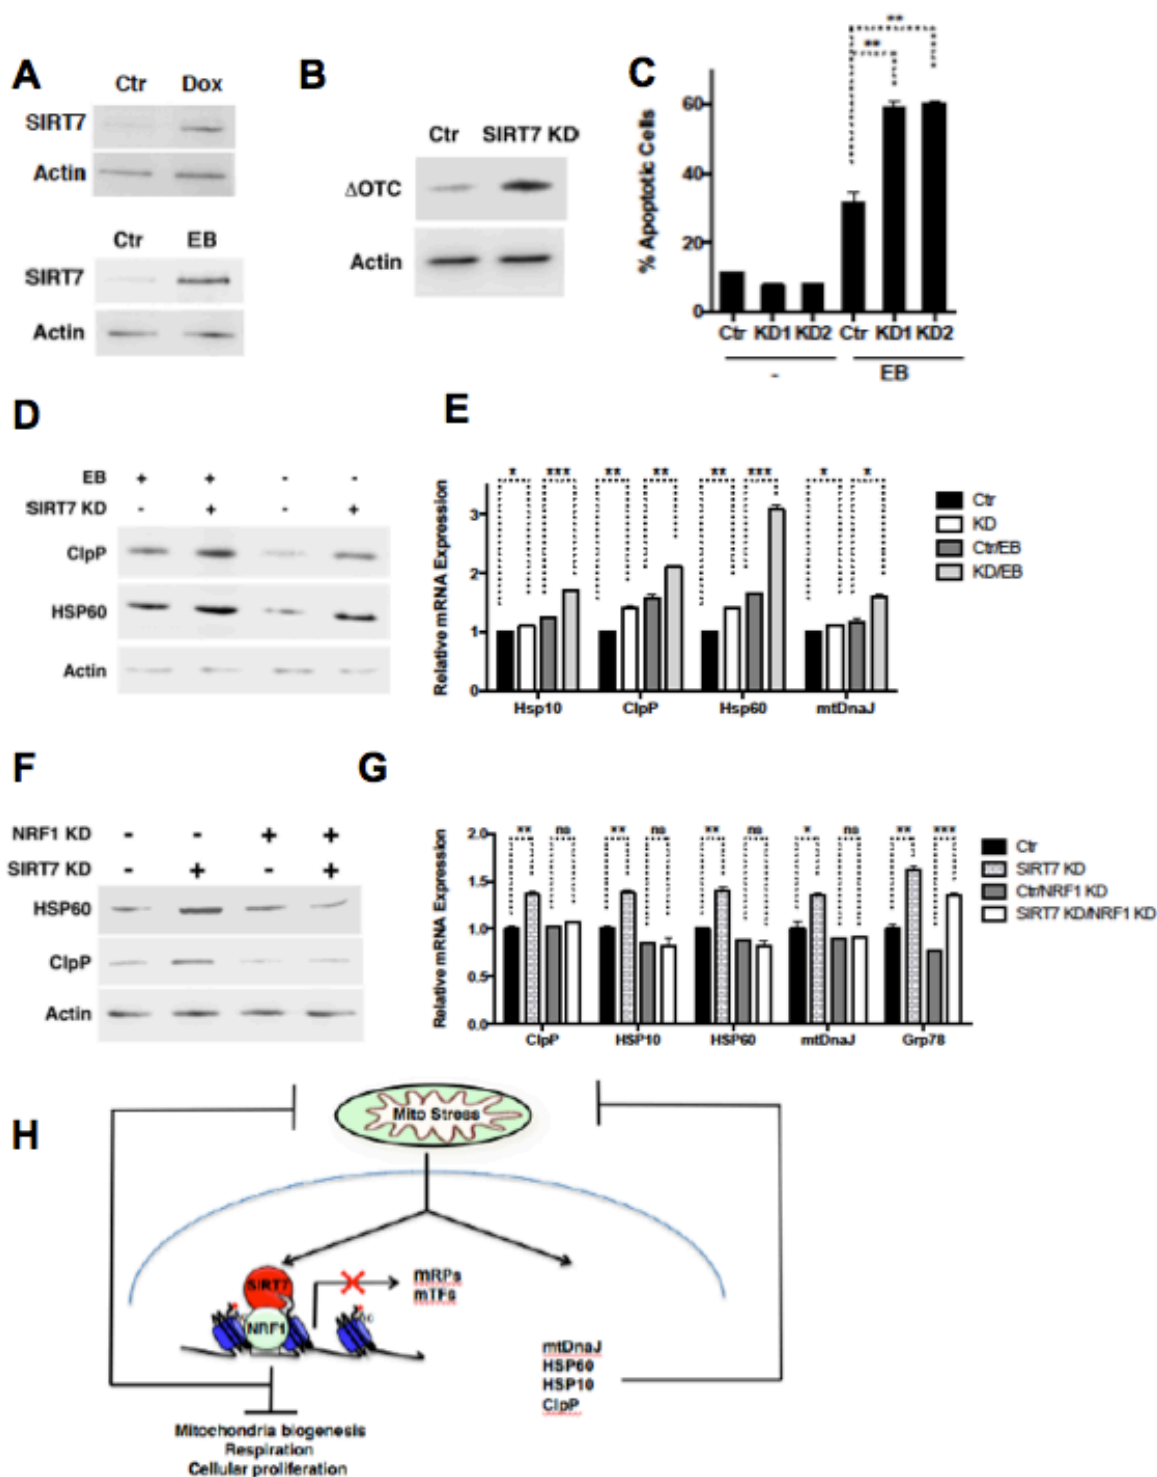 A
Ctr Dox
SIRT7
Actin
Ctr EB
SIRT7
Actin
B
Ctr SIRT7 KD
ΔOTC
Actin
C
** **
% Apoptotic Cells
60
40
20
0
Ctr KD1 KD2 Ctr KD1 KD2
- EB
D
EB + + - -
SIRT7 KD - + - +
ClpP
HSP60
Actin
E
* *** ** ** ** *** * *
Relative mRNA Expression
3
2
1
0
Hsp10 ClpP Hsp60 mtDnaJ
Ctr
KD
Ctr/EB
KD/EB
F
NRF1 KD - - + +
SIRT7 KD - + - +
HSP60
ClpP
Actin
G
** ns ** ns ** ns * ns ** ***
Relative mRNA Expression
2.0
1.5
1.0
0.5
0.0
ClpP HSP10 HSP60 mtDnaJ Grp78
Ctr
SIRT7 KD
Ctr/NRF1 KD
SIRT7 KD/NRF1 KD
H
Mito Stress
SIRT7
NRF1
mRPs
mTFs
mtDnaJ
HSP60
HSP10
ClpP
Mitochondria biogenesis
Respiration
Cellular proliferation